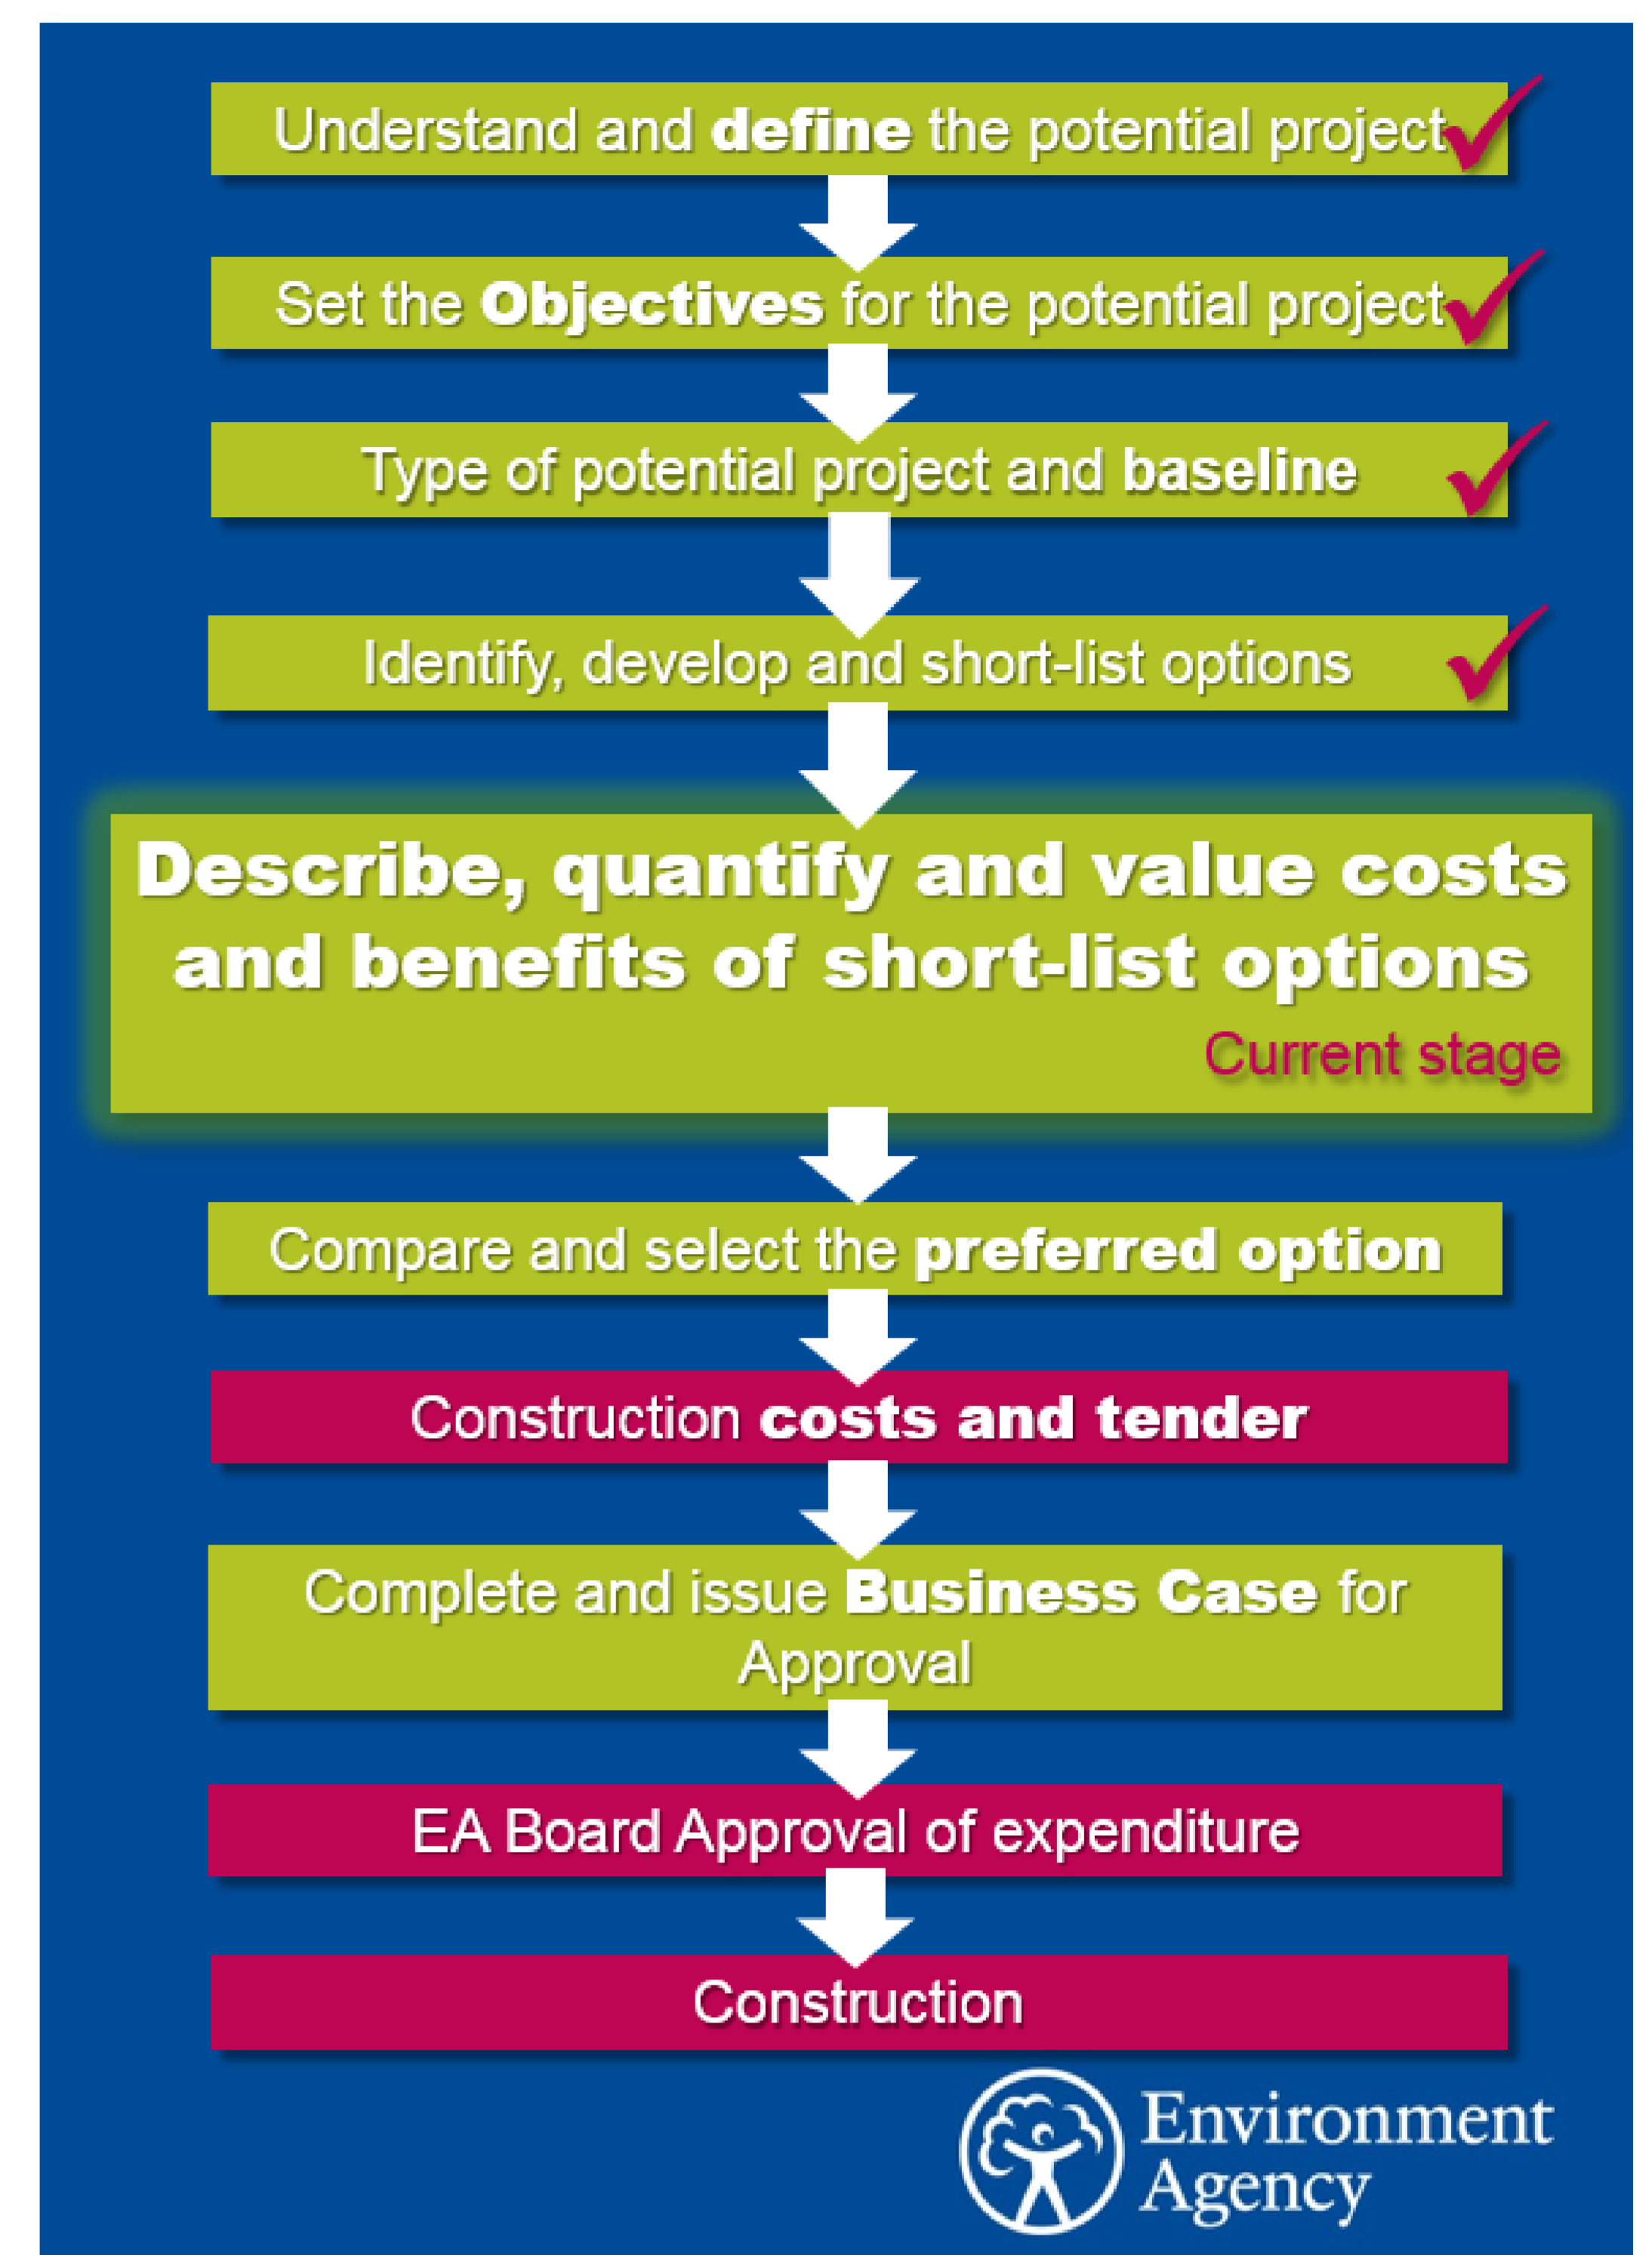 Understand and define the potential project
Set the Objectives for the potential project
Type of potential project and baseline
Identify, develop and short-list options
Describe, quantify and value costs
and benefits of short-list options
Current stage
Compare and select the preferred option
Construction costs and tender
Complete and issue Business Case for
Approval
EA Board Approval of expenditure
Construction
Environment
Agency